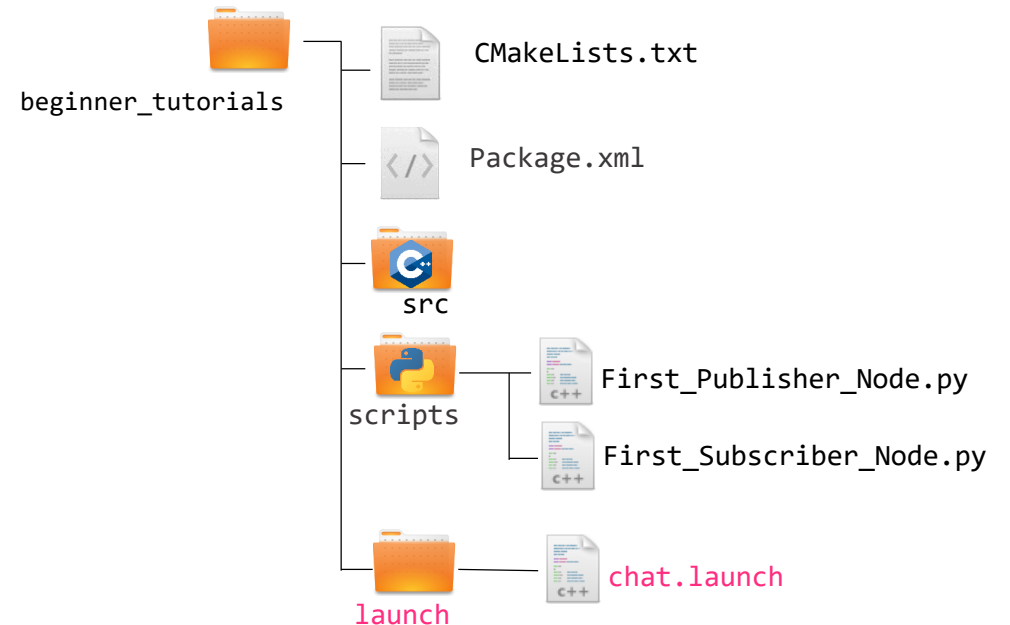 beginner_tutorials
CMakeLists.txt
</> Package.xml
C++
src
scripts
C++
First_Publisher_Node.py
C++
First_Subscriber_Node.py
launch
C++
chat.launch